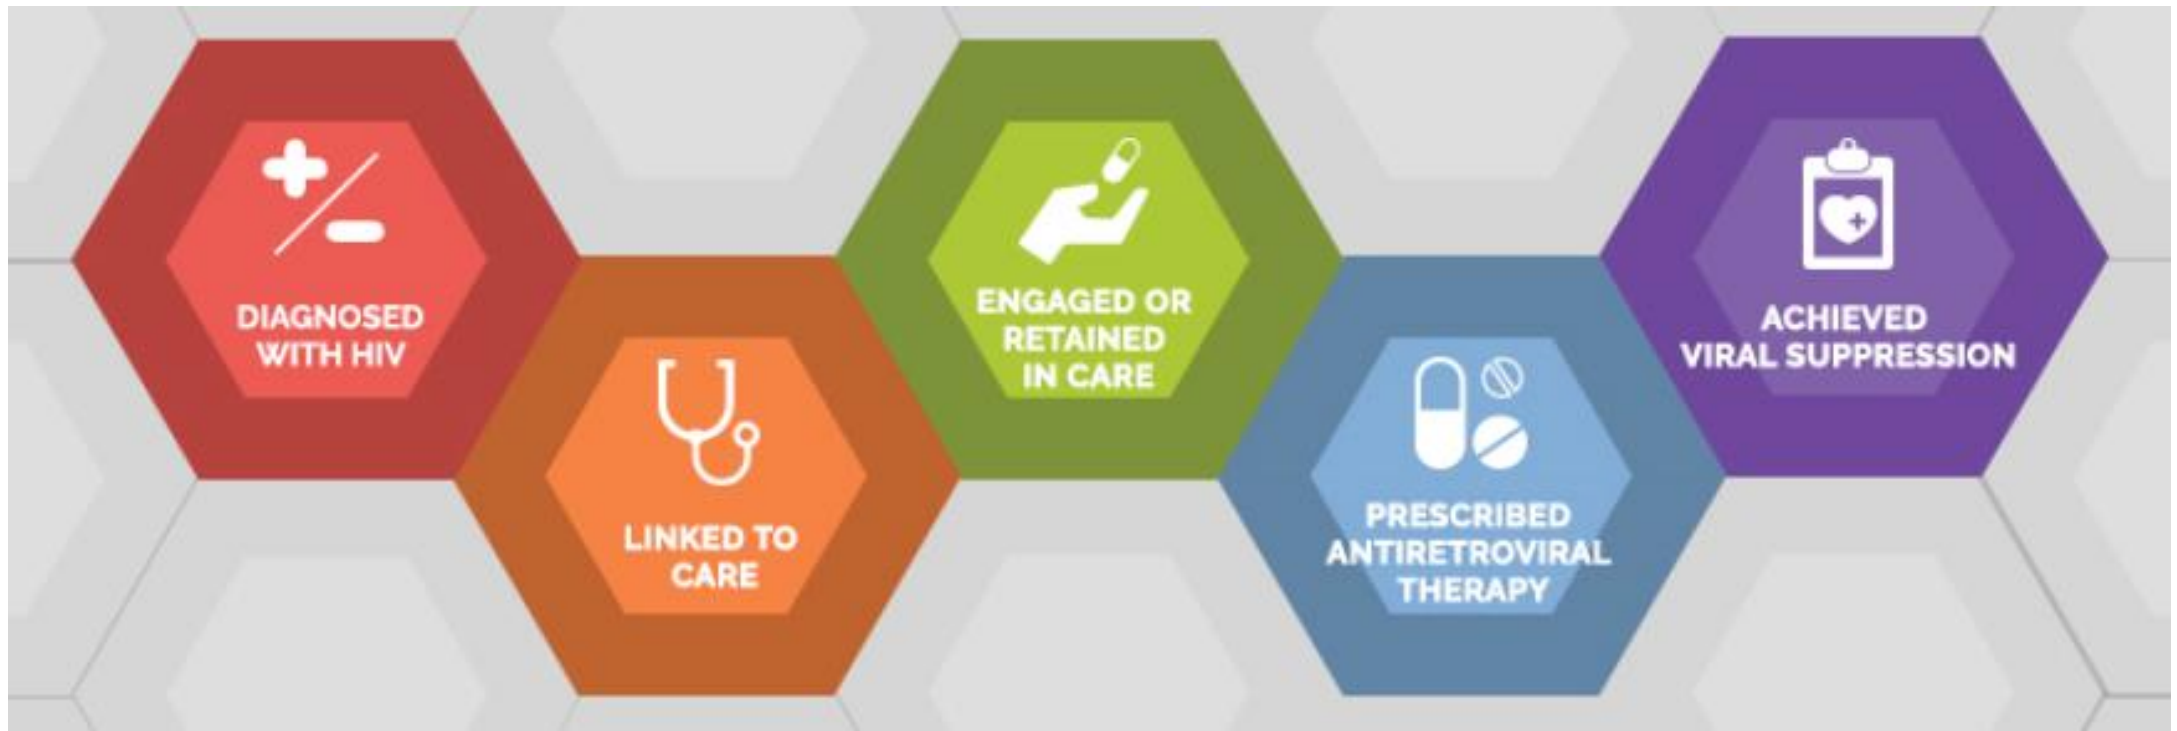 DIAGNOSED
WITH HIV
LINKED TO
CARE
ENGAGED OR
RETAINED
IN CARE
PRESCRIBED
ANTIRETROVIRAL
THERAPY
ACHIEVED
VIRAL SUPPRESSION